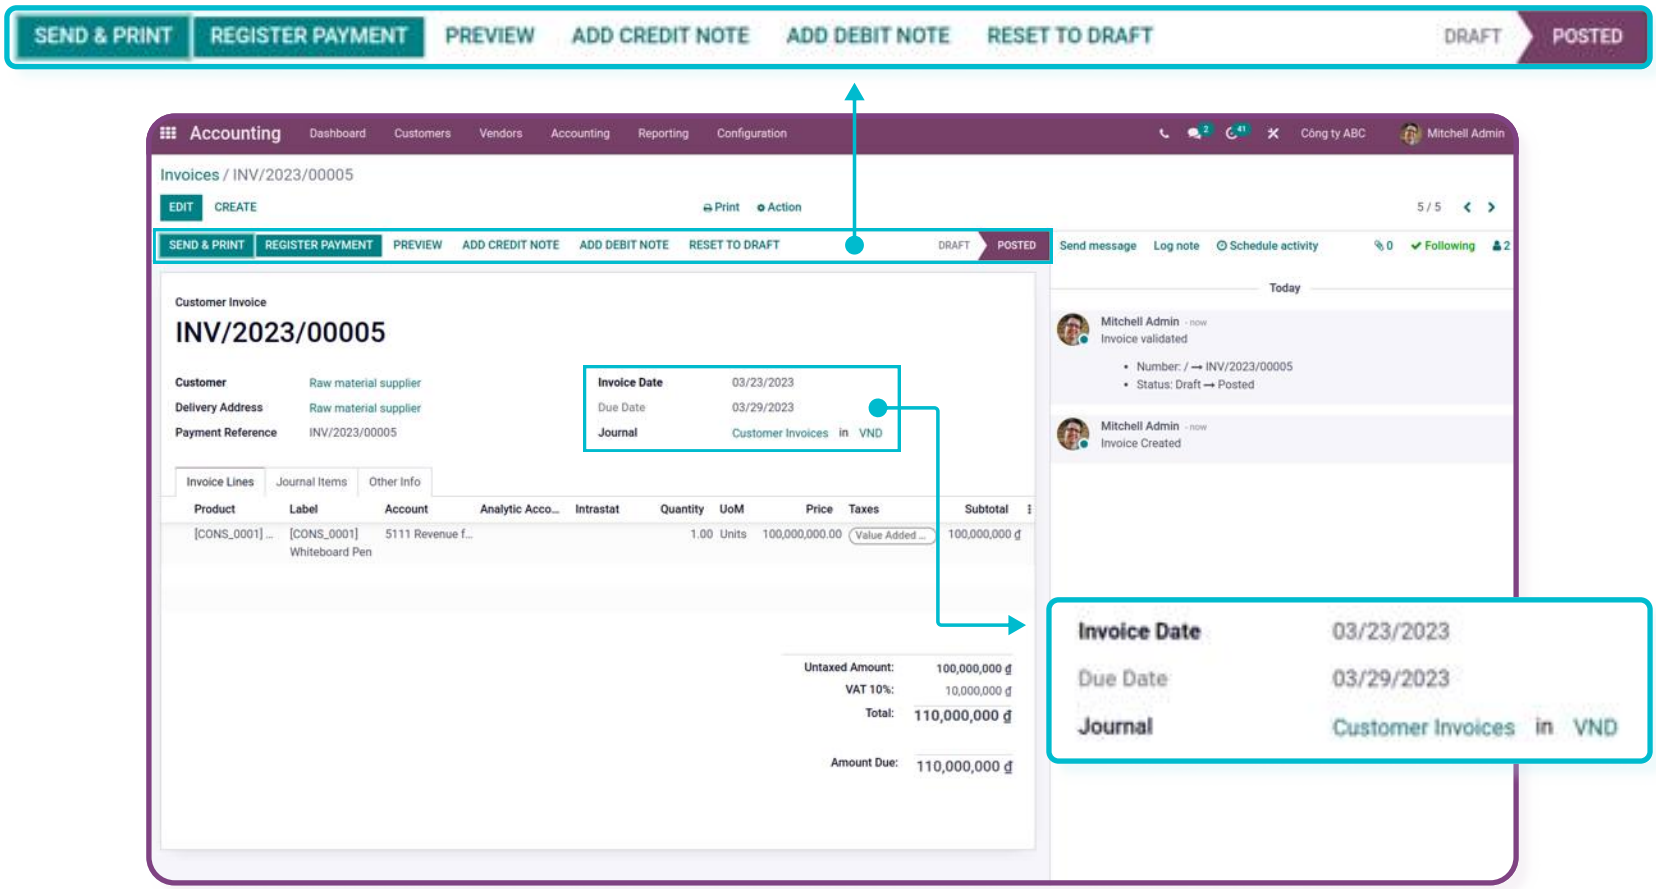 SEND & PRINT REGISTER PAYMENT PREVIEW ADD CREDIT NOTE ADD DEBIT NOTE RESET TO DRAFT DRAFT POSTED
Accounting Dashboard Customers Vendors Accounting Reporting Configuration 2 41 Công ty ABC Mitchell Admin
Invoices / INV/2023/00005
EDIT CREATE Print Action 5 / 5
SEND & PRINT REGISTER PAYMENT PREVIEW ADD CREDIT NOTE ADD DEBIT NOTE RESET TO DRAFT DRAFT POSTED Send message Log note Schedule activity 0 Following 2
Today
Customer Invoice
INV/2023/00005
Mitchell Admin - now
Invoice validated
• Number: / → INV/2023/00005
• Status: Draft → Posted
Customer Raw material supplier Invoice Date 03/23/2023
Delivery Address Raw material supplier Due Date 03/29/2023
Payment Reference INV/2023/00005 Journal Customer Invoices in VND
Mitchell Admin - now
Invoice Created
Invoice Lines Journal Items Other Info
Product Label Account Analytic Acco... Intrastat Quantity UoM Price Taxes Subtotal
[CONS_0001] ... [CONS_0001] 5111 Revenue f... 1.00 Units 100,000,000.00 Value Added ... 100,000,000 ₫
Whiteboard Pen
Untaxed Amount: 100,000,000 ₫
VAT 10%: 10,000,000 ₫
Total: 110,000,000 ₫
Amount Due: 110,000,000 ₫
Invoice Date 03/23/2023
Due Date 03/29/2023
Journal Customer Invoices in VND